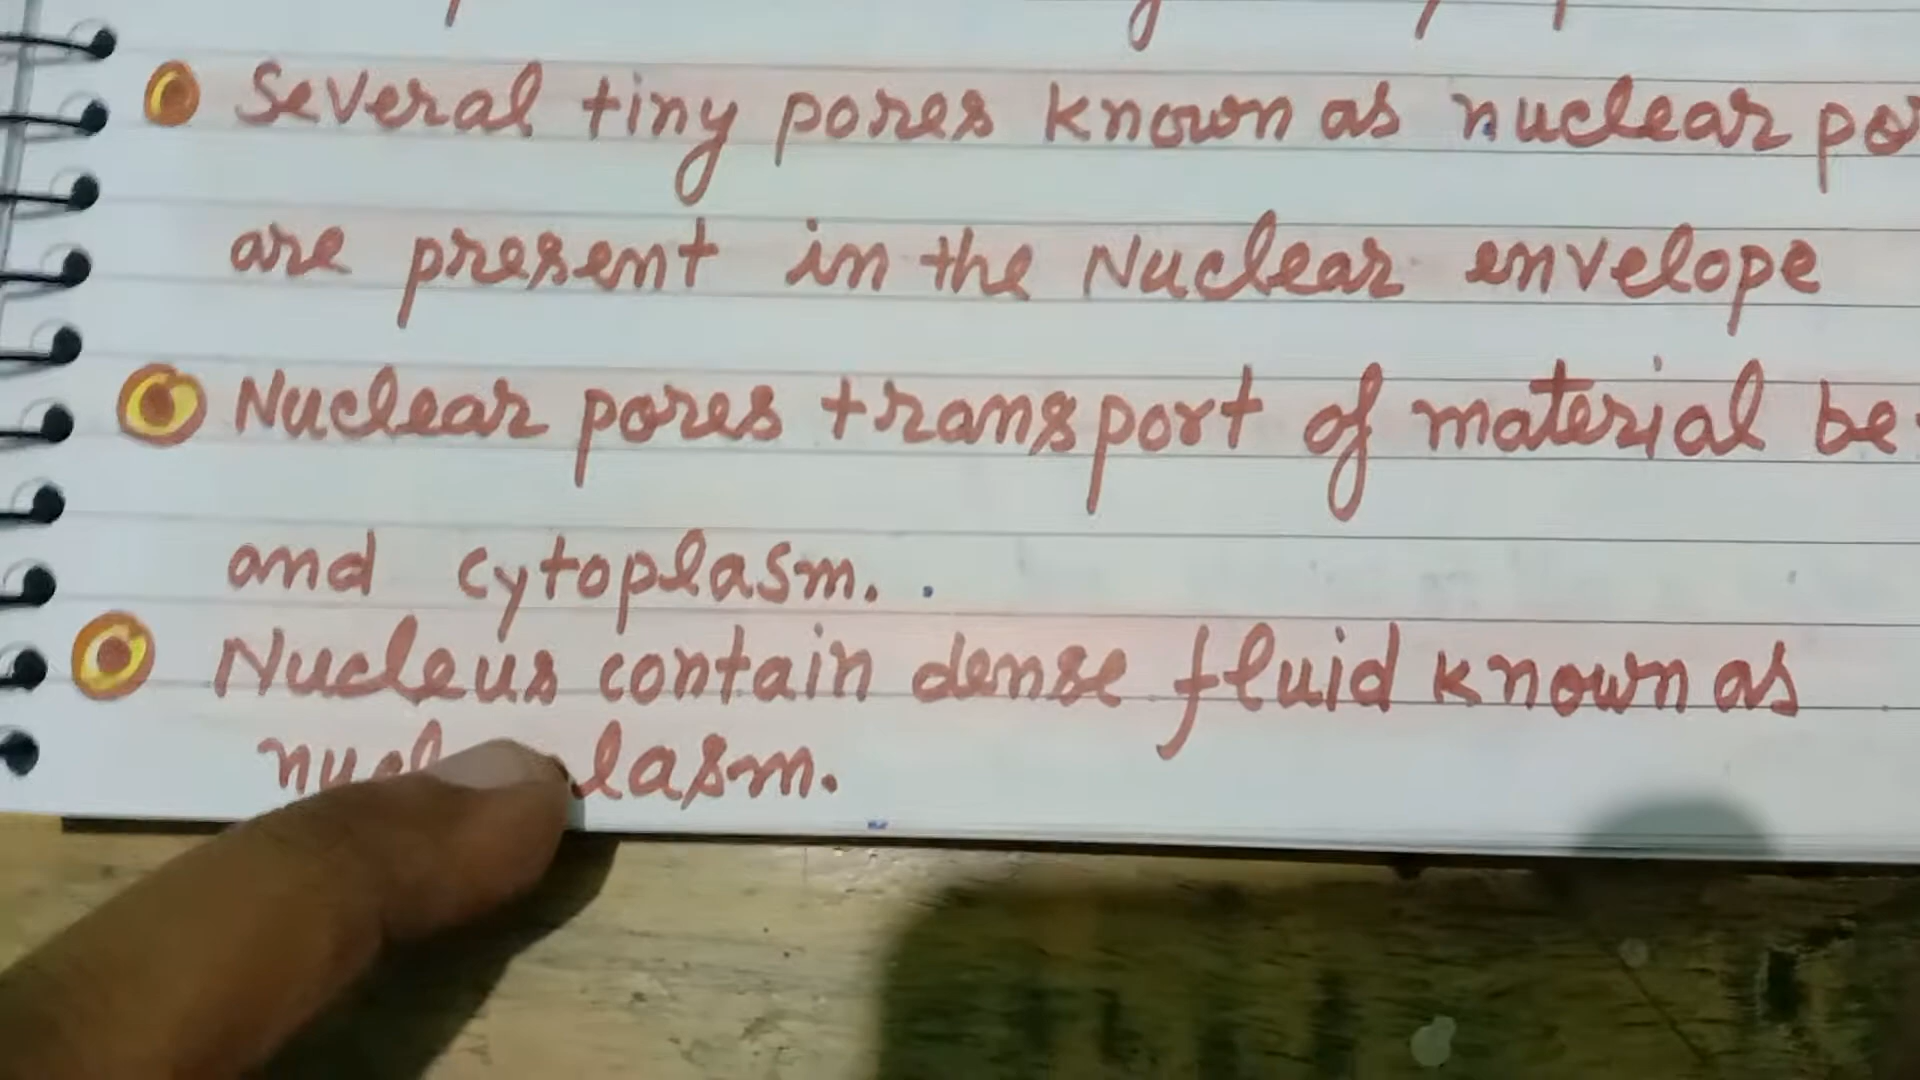 Several tiny pores known as nuclear
are present in the Nuclear envelope
Nuclear pores transport of material
and cytoplasm.
Nucleus contain dense fluid known as